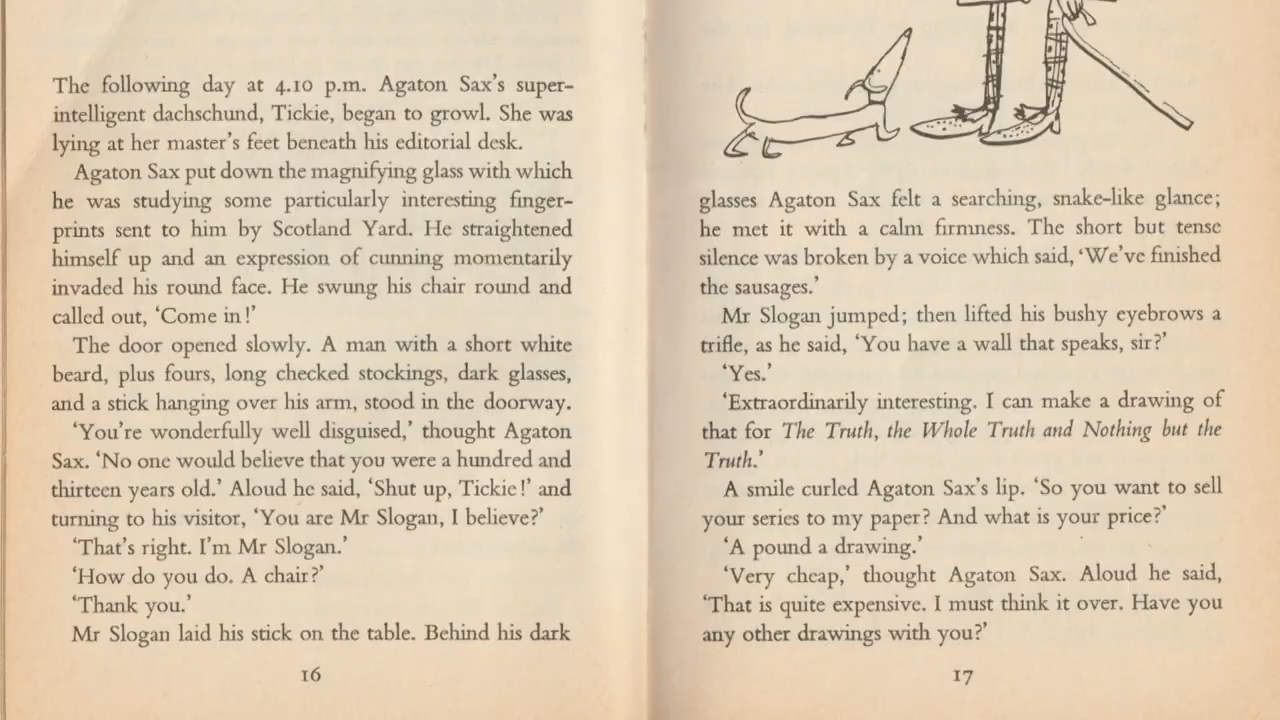 The following day at 4.10 p.m. Agaton Sax's super-
intelligent dachschund, Tickie, began to growl. She was
lying at her master's feet beneath his editorial desk.
Agaton Sax put down the magnifying glass with which
he was studying some particularly interesting finger-
prints sent to him by Scotland Yard. He straightened
himself up and an expression of cunning momentarily
invaded his round face. He swung his chair round and
called out, ‘Come in!’
The door opened slowly. A man with a short white
beard, plus fours, long checked stockings, dark glasses,
and a stick hanging over his arm, stood in the doorway.
‘You're wonderfully well disguised,’ thought Agaton
Sax. ‘No one would believe that you were a hundred and
thirteen years old.’ Aloud he said, ‘Shut up, Tickie!’ and
turning to his visitor, ‘You are Mr Slogan, I believe?’
‘That's right. I'm Mr Slogan.’
‘How do you do. A chair?’
‘Thank you.’
Mr Slogan laid his stick on the table. Behind his dark
16
glasses Agaton Sax felt a searching, snake-like glance;
he met it with a calm firmness. The short but tense
silence was broken by a voice which said, ‘We've finished
the sausages.’
Mr Slogan jumped; then lifted his bushy eyebrows a
trifle, as he said, ‘You have a wall that speaks, sir?’
‘Yes.’
‘Extraordinarily interesting. I can make a drawing of
that for The Truth, the Whole Truth and Nothing but the
Truth.’
A smile curled Agaton Sax's lip. ‘So you want to sell
your series to my paper? And what is your price?’
‘A pound a drawing.’
‘Very cheap,’ thought Agaton Sax. Aloud he said,
‘That is quite expensive. I must think it over. Have you
any other drawings with you?’
17